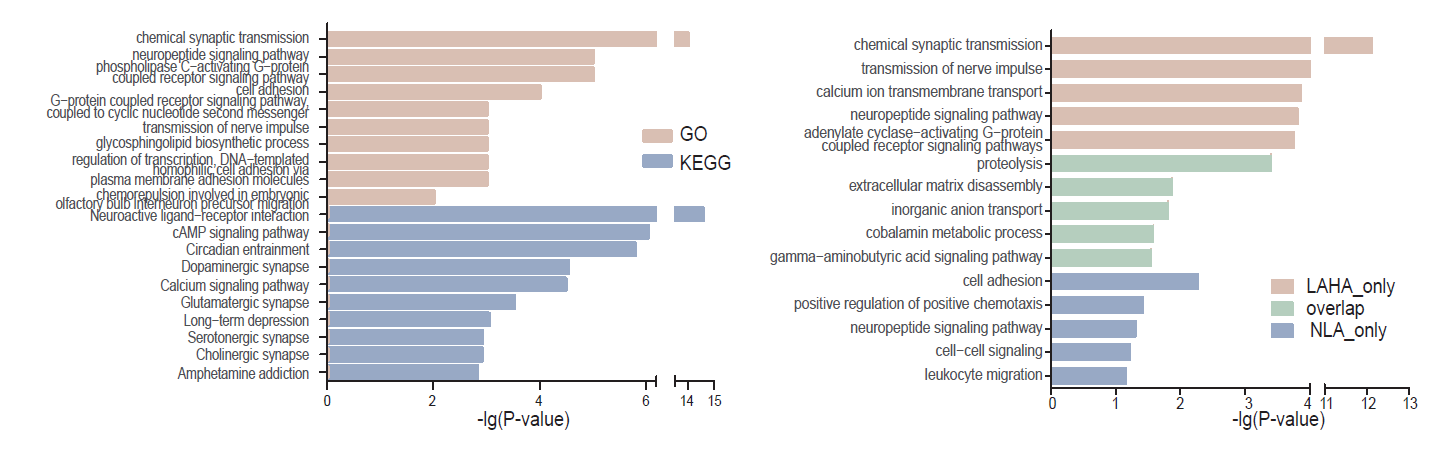 chemical synaptic transmission
neuropeptide signaling pathway
phospholipase C−activating G−protein
coupled receptor signaling pathway
cell adhesion
G−protein coupled receptor signaling pathway,
coupled to cyclic nucleotide second messenger
transmission of nerve impulse
glycosphingolipid biosynthetic process
regulation of transcription, DNA−templated
homophilic cell adhesion via
plasma membrane adhesion molecules
chemorepulsion involved in embryonic
olfactory bulb interneuron precursor migration
Neuroactive ligand−receptor interaction
cAMP signaling pathway
Circadian entrainment
Dopaminergic synapse
Calcium signaling pathway
Glutamatergic synapse
Long−term depression
Serotonergic synapse
Cholinergic synapse
Amphetamine addiction
GO
KEGG
0 2 4 6 14 15
-lg(P-value)
chemical synaptic transmission
transmission of nerve impulse
calcium ion transmembrane transport
neuropeptide signaling pathway
adenylate cyclase−activating G−protein
coupled receptor signaling pathways
proteolysis
extracellular matrix disassembly
inorganic anion transport
cobalamin metabolic process
gamma−aminobutyric acid signaling pathway
cell adhesion
positive regulation of positive chemotaxis
neuropeptide signaling pathway
cell−cell signaling
leukocyte migration
LAHA_only
overlap
NLA_only
0 1 2 3 4 11 12 13
-lg(P-value)